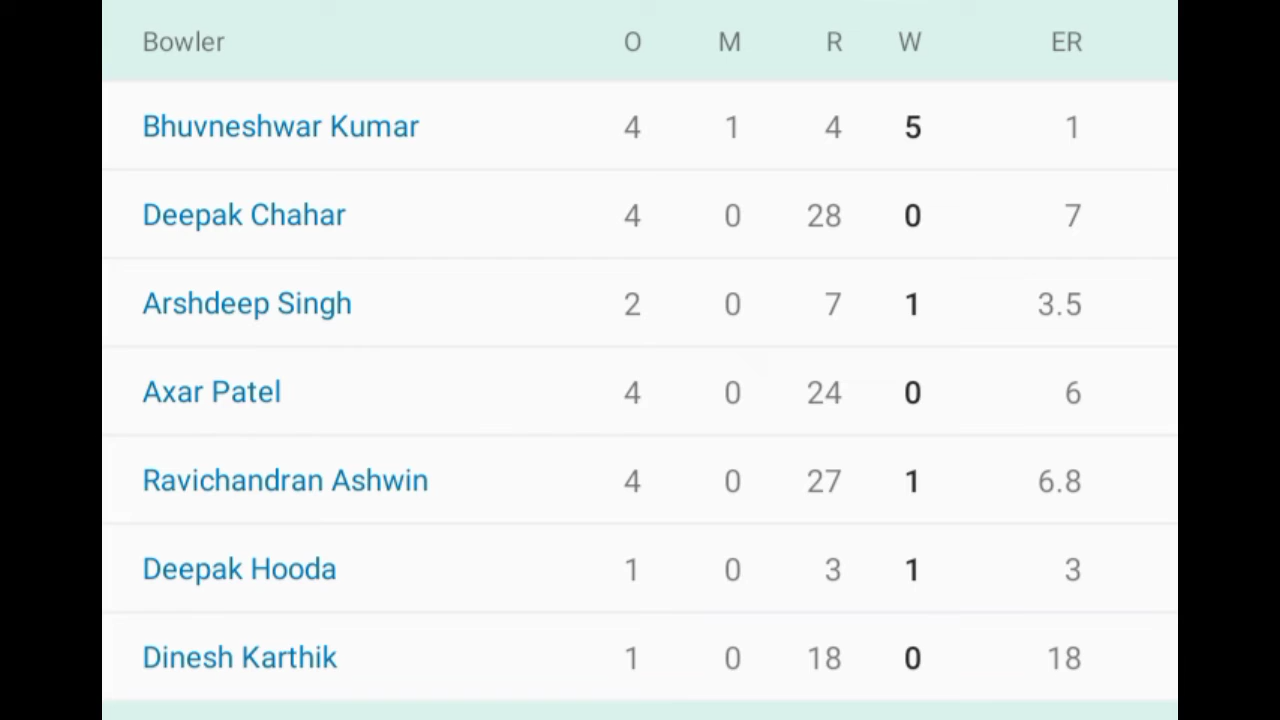 Bowler O M R W ER
Bhuvneshwar Kumar 4 1 4 5 1
Deepak Chahar 4 0 28 0 7
Arshdeep Singh 2 0 7 1 3.5
Axar Patel 4 0 24 0 6
Ravichandran Ashwin 4 0 27 1 6.8
Deepak Hooda 1 0 3 1 3
Dinesh Karthik 1 0 18 0 18